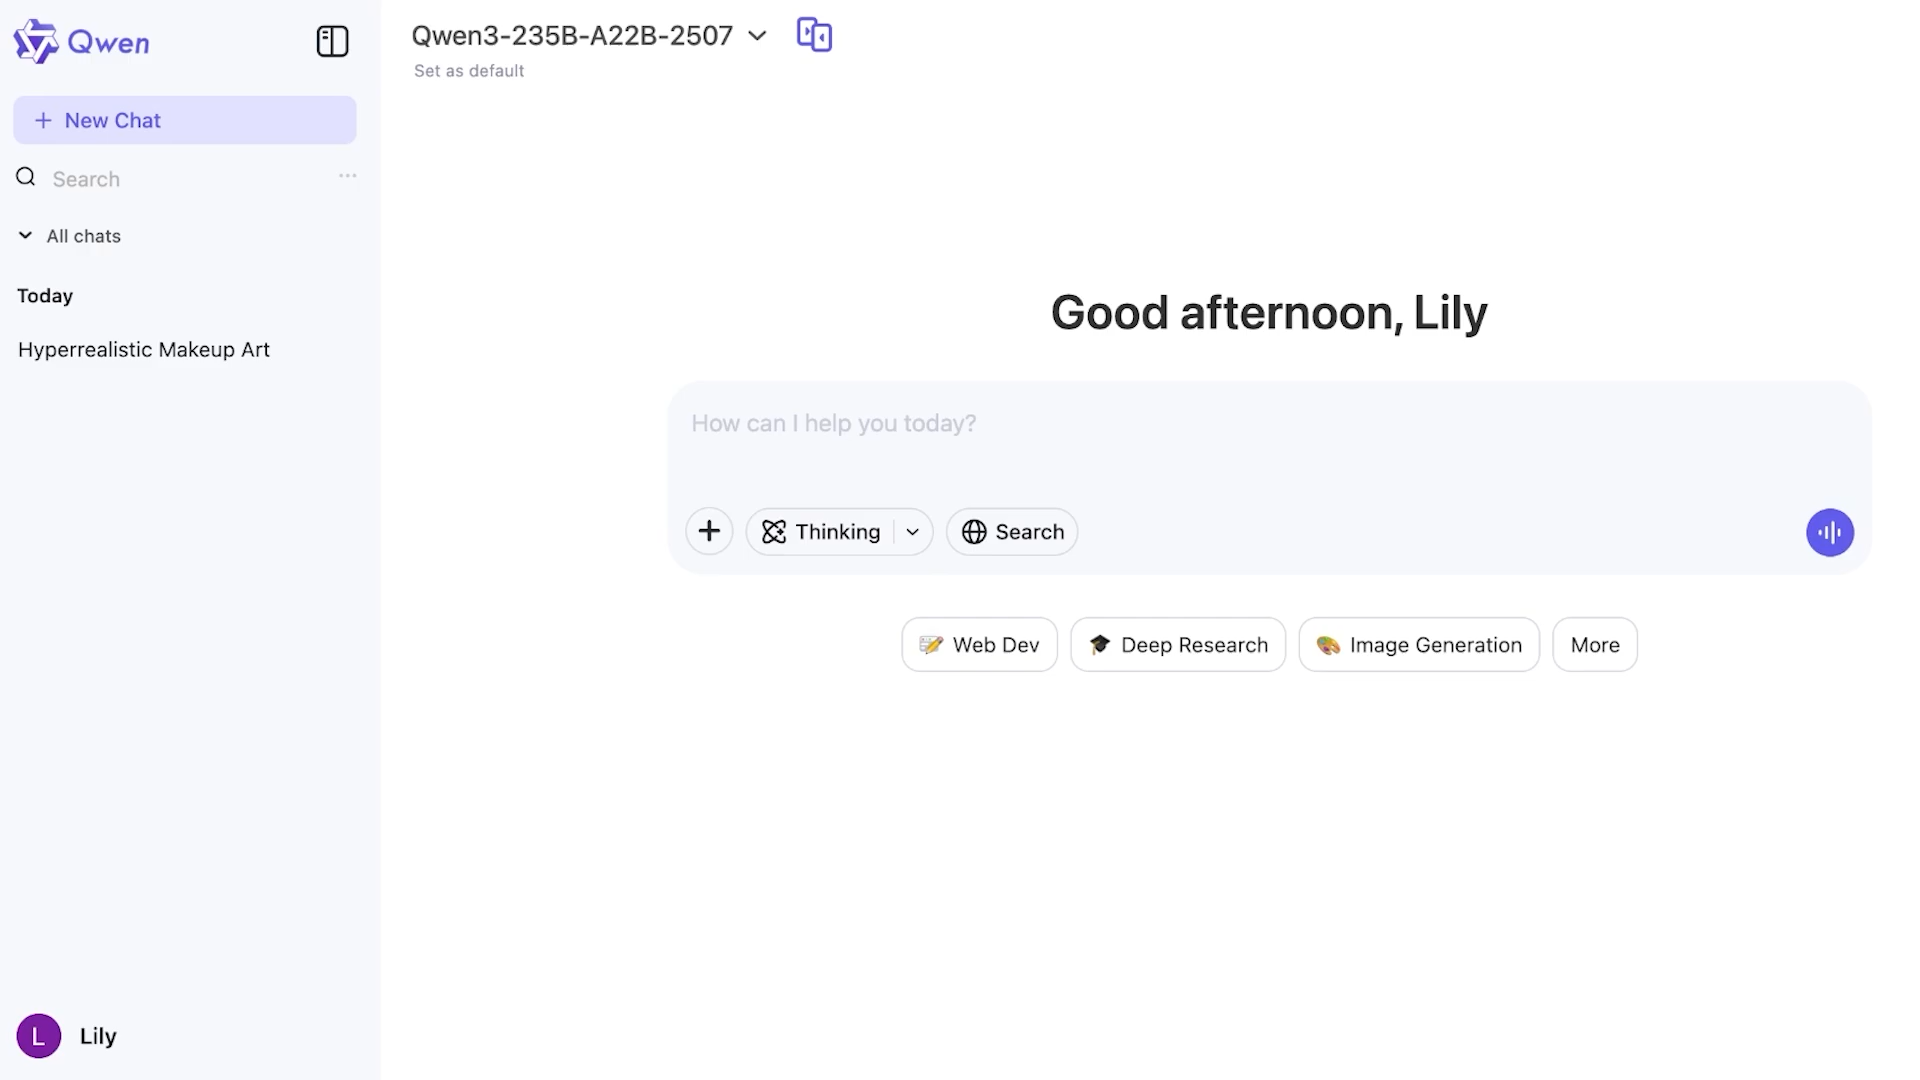 Qwen
New Chat
Search
All chats
Today
Hyperrealistic Makeup Art
L Lily
Qwen3-235B-A22B-2507
Set as default
Good afternoon, Lily
How can I help you today?
Thinking Search
Web Dev Deep Research Image Generation More